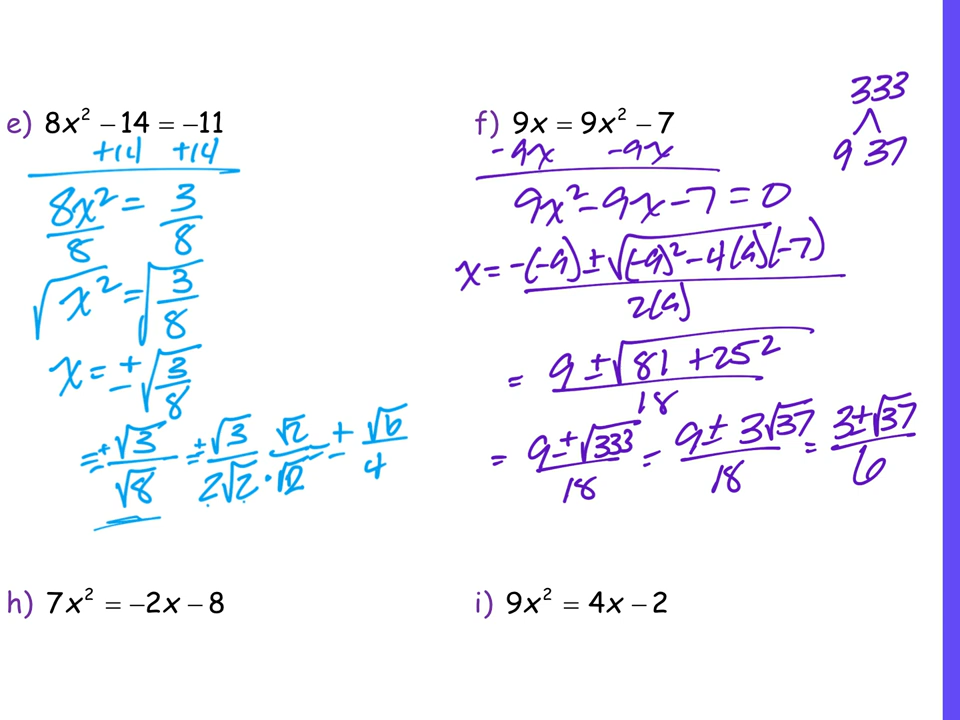 e) 8x² − 14 = −11
+14 +14
8x²/8 = 3/8
√x² = √(3/8)
x = ±√(3/8)
= ±√3/√8 = ±√3/2√2 · √2/√2 = ±√6/4
f) 9x = 9x² − 7
−9x −9x
9x² − 9x − 7 = 0
x = −(−9) ± √(−9)² − 4(9)(−7) / 2(9)
= 9 ± √81 + 252 / 18
= 9 ± √333 / 18 = 9 ± 3√37 / 18 = 3 ± √37 / 6
333
9 37
h) 7x² = −2x − 8
i) 9x² = 4x − 2